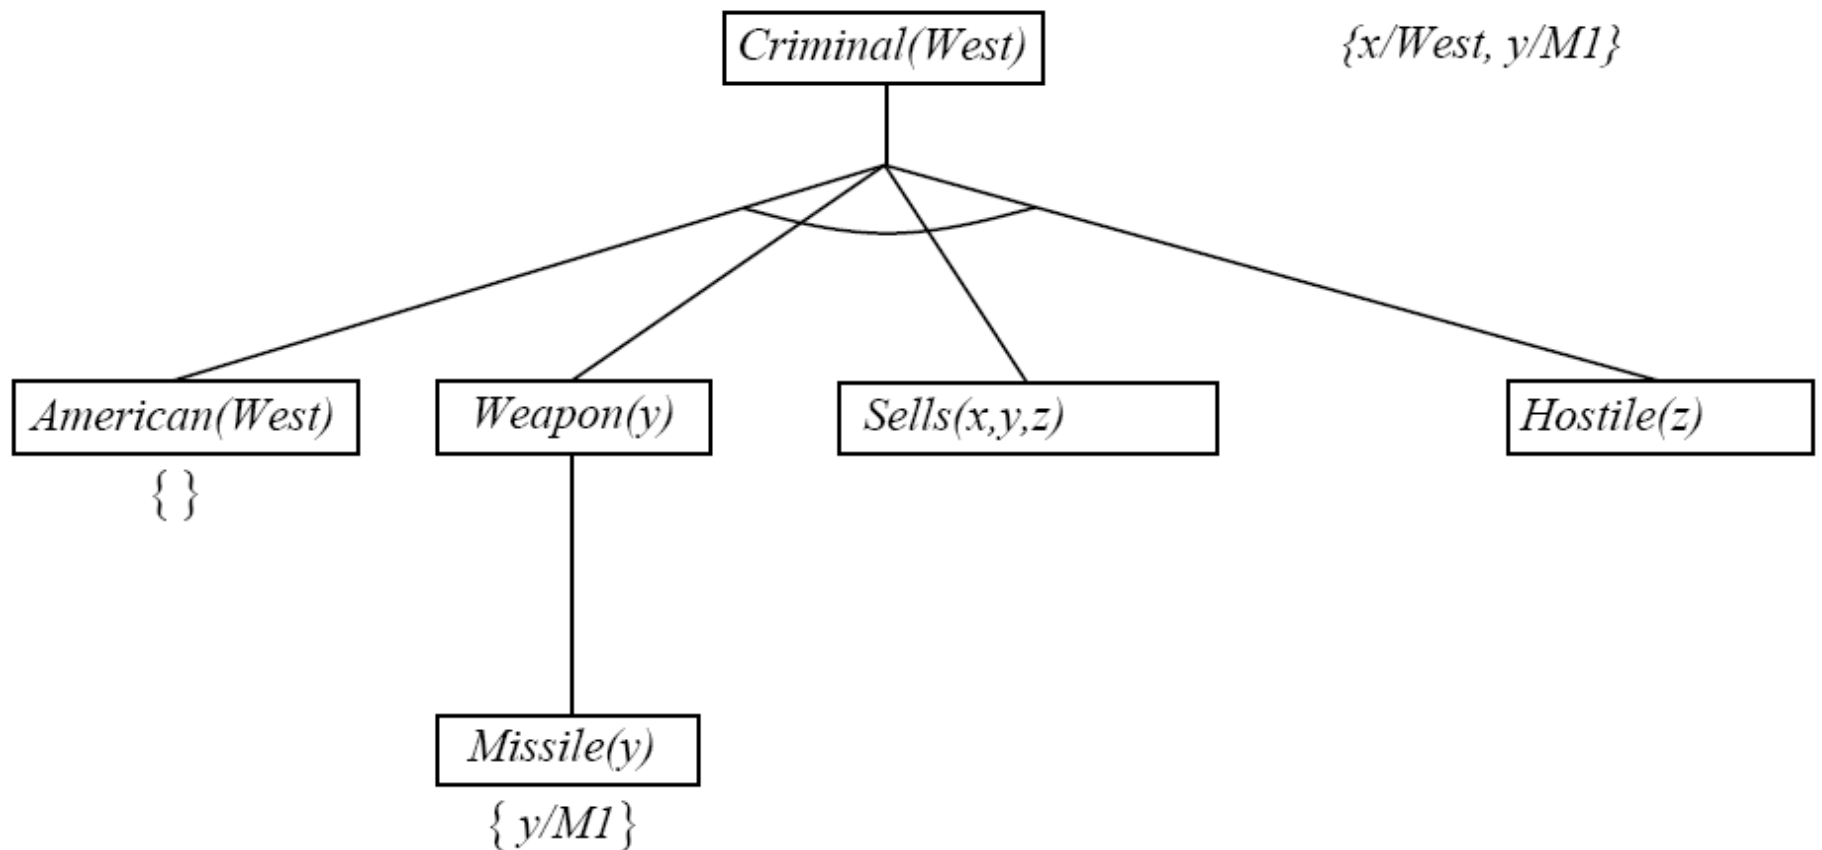 Criminal(West)
{x/West, y/M1}
American(West)
Weapon(y)
Sells(x,y,z)
Hostile(z)
{ }
Missile(y)
{ y/M1}